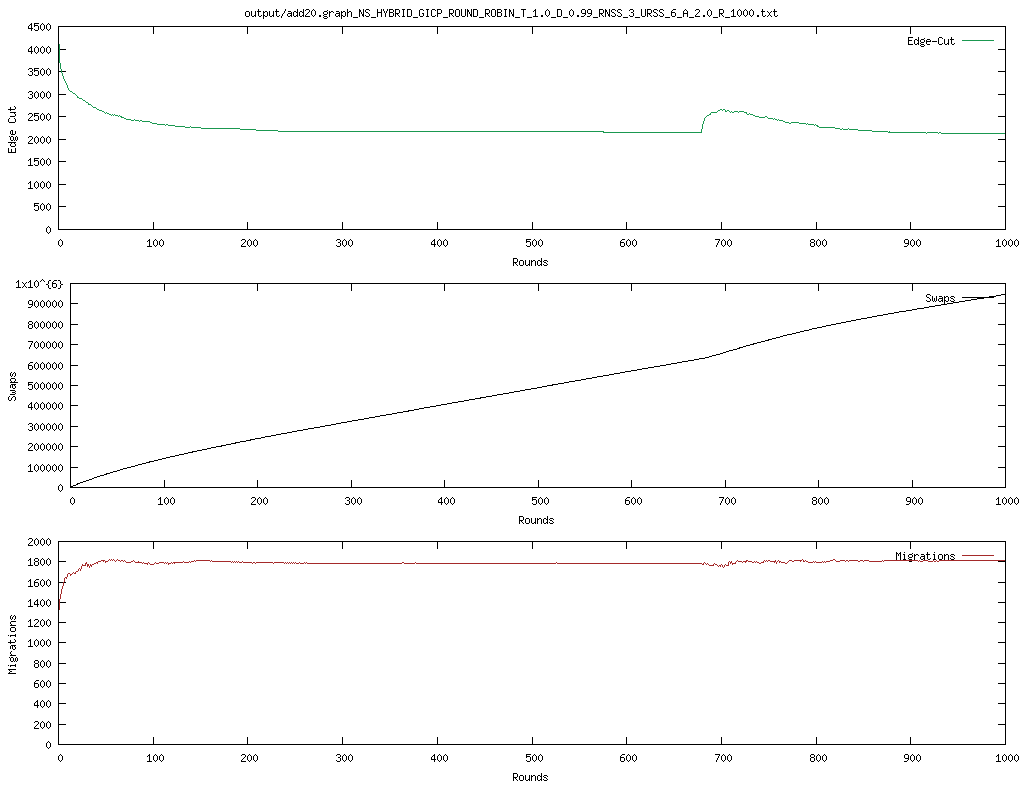 output/add20.graph_NS_HYBRID_GICP_ROUND_ROBIN_T_1.0_D_0.99_RNSS_3_URSS_6_A_2.0_R_1000.txt
4500
4000
3500
3000
2500
2000
1500
1000
500
0
Edge Cut
Edge-Cut
0 100 200 300 400 500 600 700 800 900 1000
Rounds
1x10^{6}
900000
800000
700000
600000
500000
400000
300000
200000
100000
0
Swaps
Swaps
0 100 200 300 400 500 600 700 800 900 1000
Rounds
2000
1800
1600
1400
1200
1000
800
600
400
200
0
Migrations
Migrations
0 100 200 300 400 500 600 700 800 900 1000
Rounds